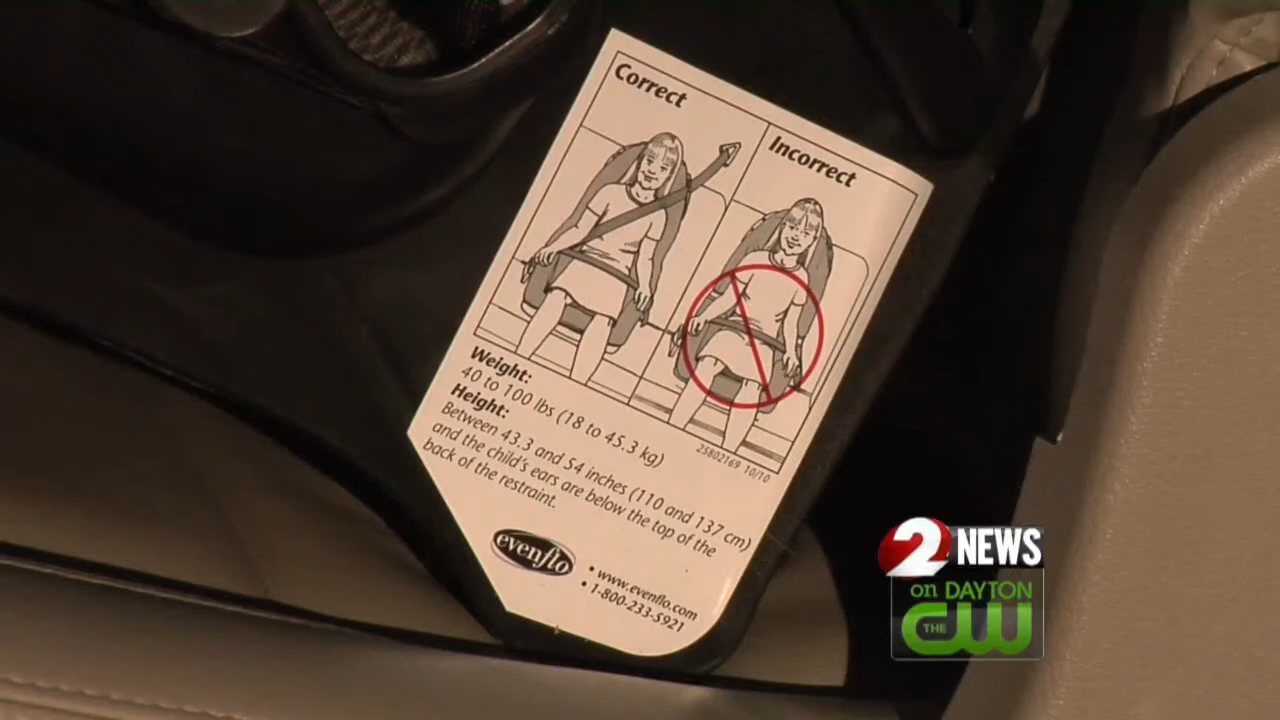 Correct
Incorrect
Weight:
40 to 100 lbs (18 to 45.3 kg)
Height:
Between 43.3 and 54 inches (110 and 137 cm)
and the child's ears are below the top of the
back of the restraint.
25802169 10/10
evenflo
• www.evenflo.com
• 1-800-233-5921
2 NEWS
on DAYTON
THE CW